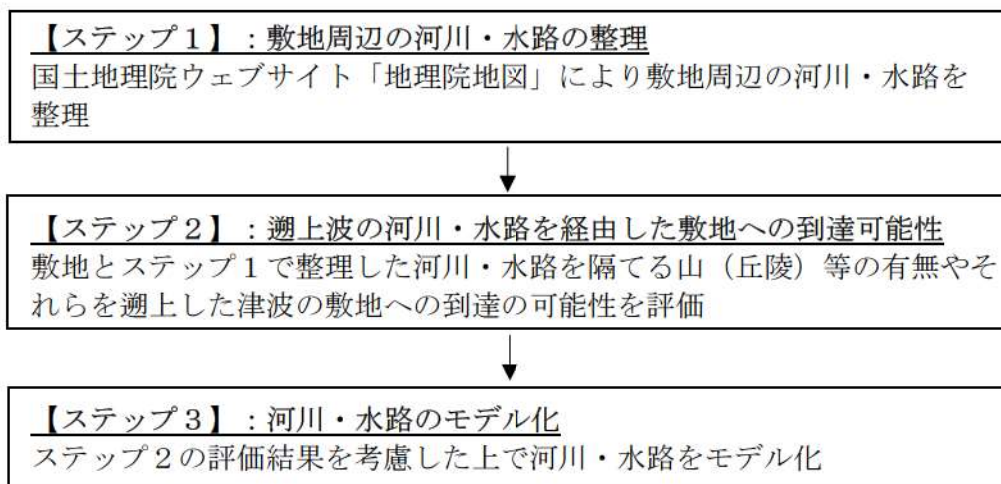 【ステップ１】：敷地周辺の河川・水路の整理
国土地理院ウェブサイト「地理院地図」により敷地周辺の河川・水路を
整理
【ステップ２】：遡上波の河川・水路を経由した敷地への到達可能性
敷地とステップ１で整理した河川・水路を隔てる山（丘陵）等の有無やそ
れらを遡上した津波の敷地への到達の可能性を評価
【ステップ３】：河川・水路のモデル化
ステップ２の評価結果を考慮した上で河川・水路をモデル化